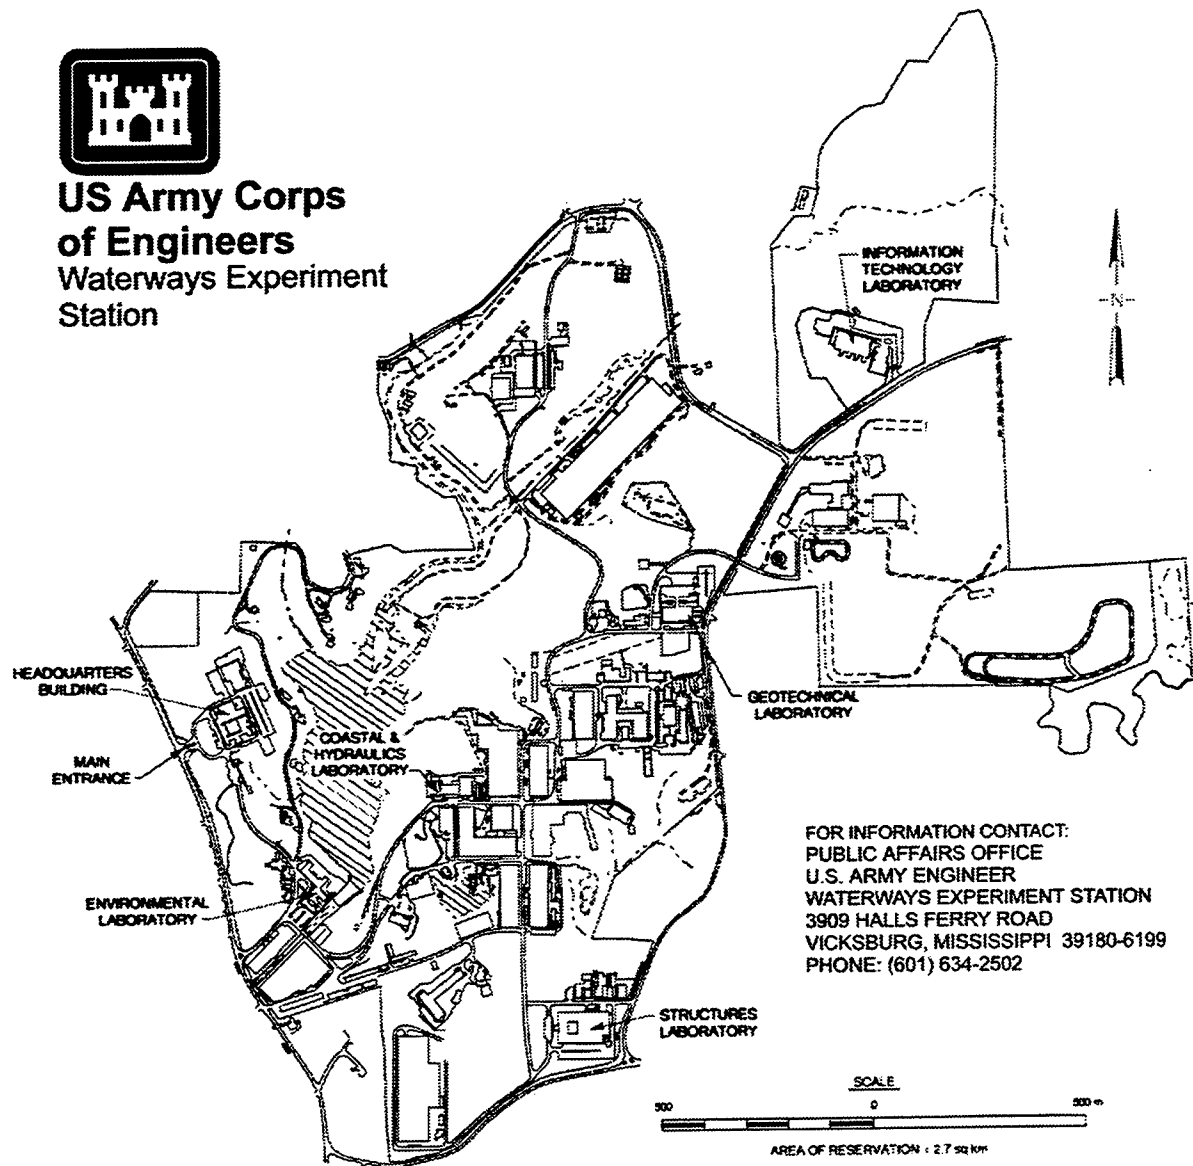 US Army Corps
of Engineers
Waterways Experiment
Station
INFORMATION
TECHNOLOGY
LABORATORY
N
HEADQUARTERS
BUILDING
MAIN
ENTRANCE
COASTAL &
HYDRAULICS
LABORATORY
GEOTECHNICAL
LABORATORY
ENVIRONMENTAL
LABORATORY
STRUCTURES
LABORATORY
FOR INFORMATION CONTACT:
PUBLIC AFFAIRS OFFICE
U.S. ARMY ENGINEER
WATERWAYS EXPERIMENT STATION
3909 HALLS FERRY ROAD
VICKSBURG, MISSISSIPPI 39180-6199
PHONE: (601) 634-2502
SCALE
500 0 500 m
AREA OF RESERVATION : 2.7 sq km